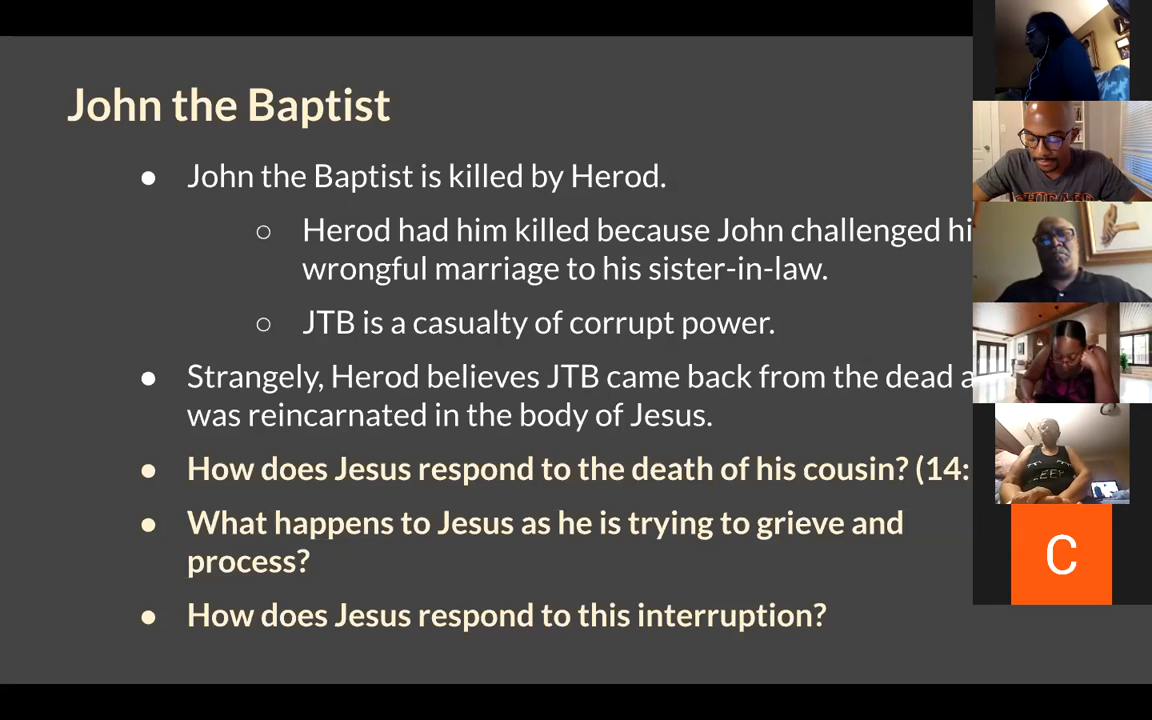 John the Baptist
● John the Baptist is killed by Herod.
○ Herod had him killed because John challenged hi
wrongful marriage to his sister-in-law.
○ JTB is a casualty of corrupt power.
● Strangely, Herod believes JTB came back from the dead a
was reincarnated in the body of Jesus.
● How does Jesus respond to the death of his cousin? (14:
● What happens to Jesus as he is trying to grieve and
process?
● How does Jesus respond to this interruption?
C